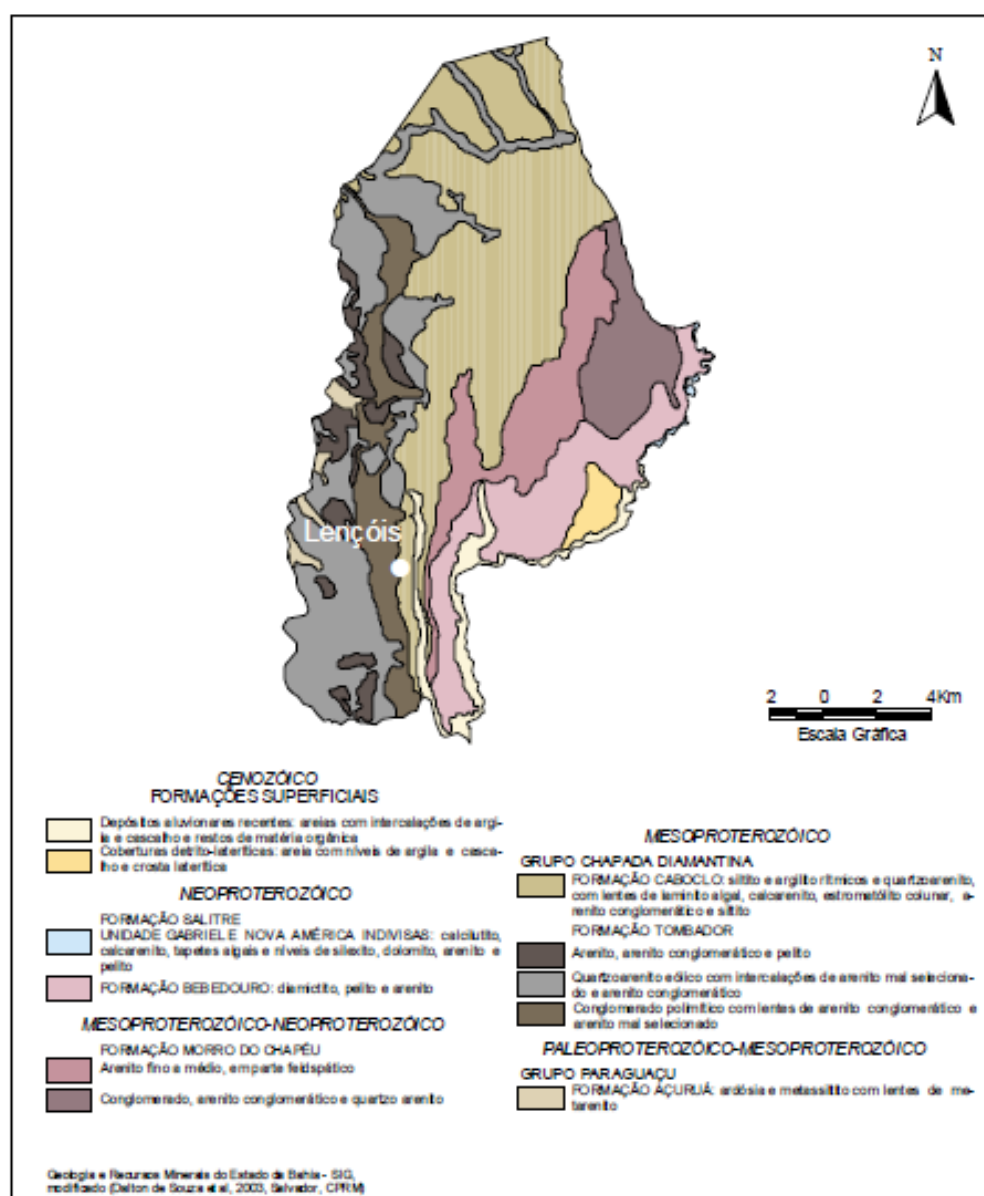 N
Lençóis
2 0 2 4Km
Escala Gráfica
CENOZÓICO
FORMAÇÕES SUPERFICIAIS
Depósitos aluvionares recentes: areias com intercalações de argi-
la e cascalho e restos de matéria orgânica
Coberturas detrito-lateríticas: areia com níveis de argila e casca-
lho e crosta laterítica
NEOPROTEROZÓICO
FORMAÇÃO SALITRE
UNIDADE GABRIEL E NOVA AMÉRICA INDIVISAS: calcilutito,
calcarenito, tapetes algais e níveis de silexito, dolomito, arenito e
pelito
FORMAÇÃO BEBEDOURO: diamictito, pelito e arenito
MESOPROTEROZÓICO-NEOPROTEROZÓICO
FORMAÇÃO MORRO DO CHAPÉU
Arenito fino a médio, em parte feldspático
Conglomerado, arenito conglomerático e quartzo arenito
MESOPROTEROZÓICO
GRUPO CHAPADA DIAMANTINA
FORMAÇÃO CABOCLO: siltito e argilito rítmicos e quartzoarenito,
com lentes de laminito algal, calcarenito, estromatólito colunar, a-
renito conglomerático e siltito
FORMAÇÃO TOMBADOR
Arenito, arenito conglomerático e pelito
Quartzoarenito eólico com intercalações de arenito mal seleciona-
do e arenito conglomerático
Conglomerado polimítico com lentes de arenito conglomerático e
arenito mal selecionado
PALEOPROTEROZÓICO-MESOPROTEROZÓICO
GRUPO PARAGUAÇU
FORMAÇÃO AÇURUÁ: ardósia e metassiltito com lentes de me-
tarenito
Geologia e Recursos Minerais do Estado da Bahia - SIG,
modificado (Dalton de Souza et al, 2003, Salvador, CPRM)